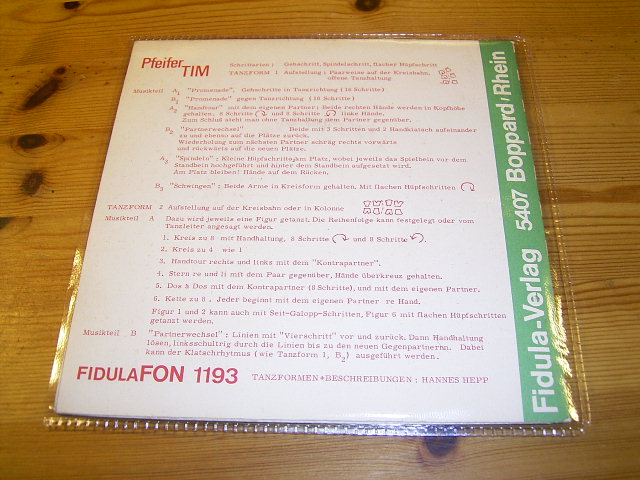 Pfeifer TIM
Schrittarten : Gehschritt, Spindelschritt, flacher Hüpfschritt
TANZFORM 1 Aufstellung : Paarweise auf der Kreisbahn,
offene Tanzhaltung
Musikteil A1 "Promenade", Gehschritte in Tanzrichtung (16 Schritte)
B1 "Promenade" gegen Tanzrichtung (16 Schritte)
A2 "Handtour" mit dem eigenen Partner ; Beide rechten Hände werden in Kopfhöhe
gehalten. 8 Schritte und 8 Schritte linke Hände.
Zum Schluß steht man ohne Tanzhaltung dem Partner gegenüber.
B2 "Partnerwechsel" Beide mit 3 Schritten und 2 Handklatsch aufeinander
zu und ebenso auf die Plätze zurück.
Wiederholung zum nächsten Partner schräg rechts vorwärts
und rückwärts auf die neuen Plätze.
A3 "Spindeln" : Kleine Hüpfschritte am Platz, wobei jeweils das Spielbein vor dem
Standbein hochgeführt und hinter dem Standbein aufgesetzt wird.
Am Platz bleiben! Hände auf dem Rücken.
B3 "Schwingen" : Beide Arme in Kreisform gehalten. Mit flachen Hüpfschritten
TANZFORM 2 Aufstellung auf der Kreisbahn oder in Kolonne
Musikteil A Dazu wird jeweils eine Figur getanzt. Die Reihenfolge kann festgelegt oder vom
Tanzleiter angesagt werden.
1. Kreis zu 8 mit Handhaltung, 8 Schritte und 8 Schritte .
2. Kreis zu 4 wie 1
3. Handtour rechts und links mit dem "Kontrapartner".
4. Stern re und li mit dem Paar gegenüber, Hände überkreuz gehalten.
5. Dos à Dos mit dem Kontrapartner (8 Schritte), und mit dem eigenen Partner.
6. Kette zu 8 . Jeder beginnt mit dem eigenen Partner re Hand.
Figur 1 und 2 kann auch mit Seit-Galopp-Schritten, Figur 6 mit flachen Hüpfschritten
getanzt werden.
Musikteil B "Partnerwechsel" : Linien mit "Vierschritt" vor und zurück. Dann Handhaltung
lösen, linksschultrig durch die Linien bis zu den neuen Gegenpartnern. Dabei
kann der Klatschrhytmus (wie Tanzform 1, B2) ausgeführt werden.
FIDULAFON 1193 TANZFORMEN+BESCHREIBUNGEN : HANNES HEPP
Fidula-Verlag 5407 Boppard/Rhein